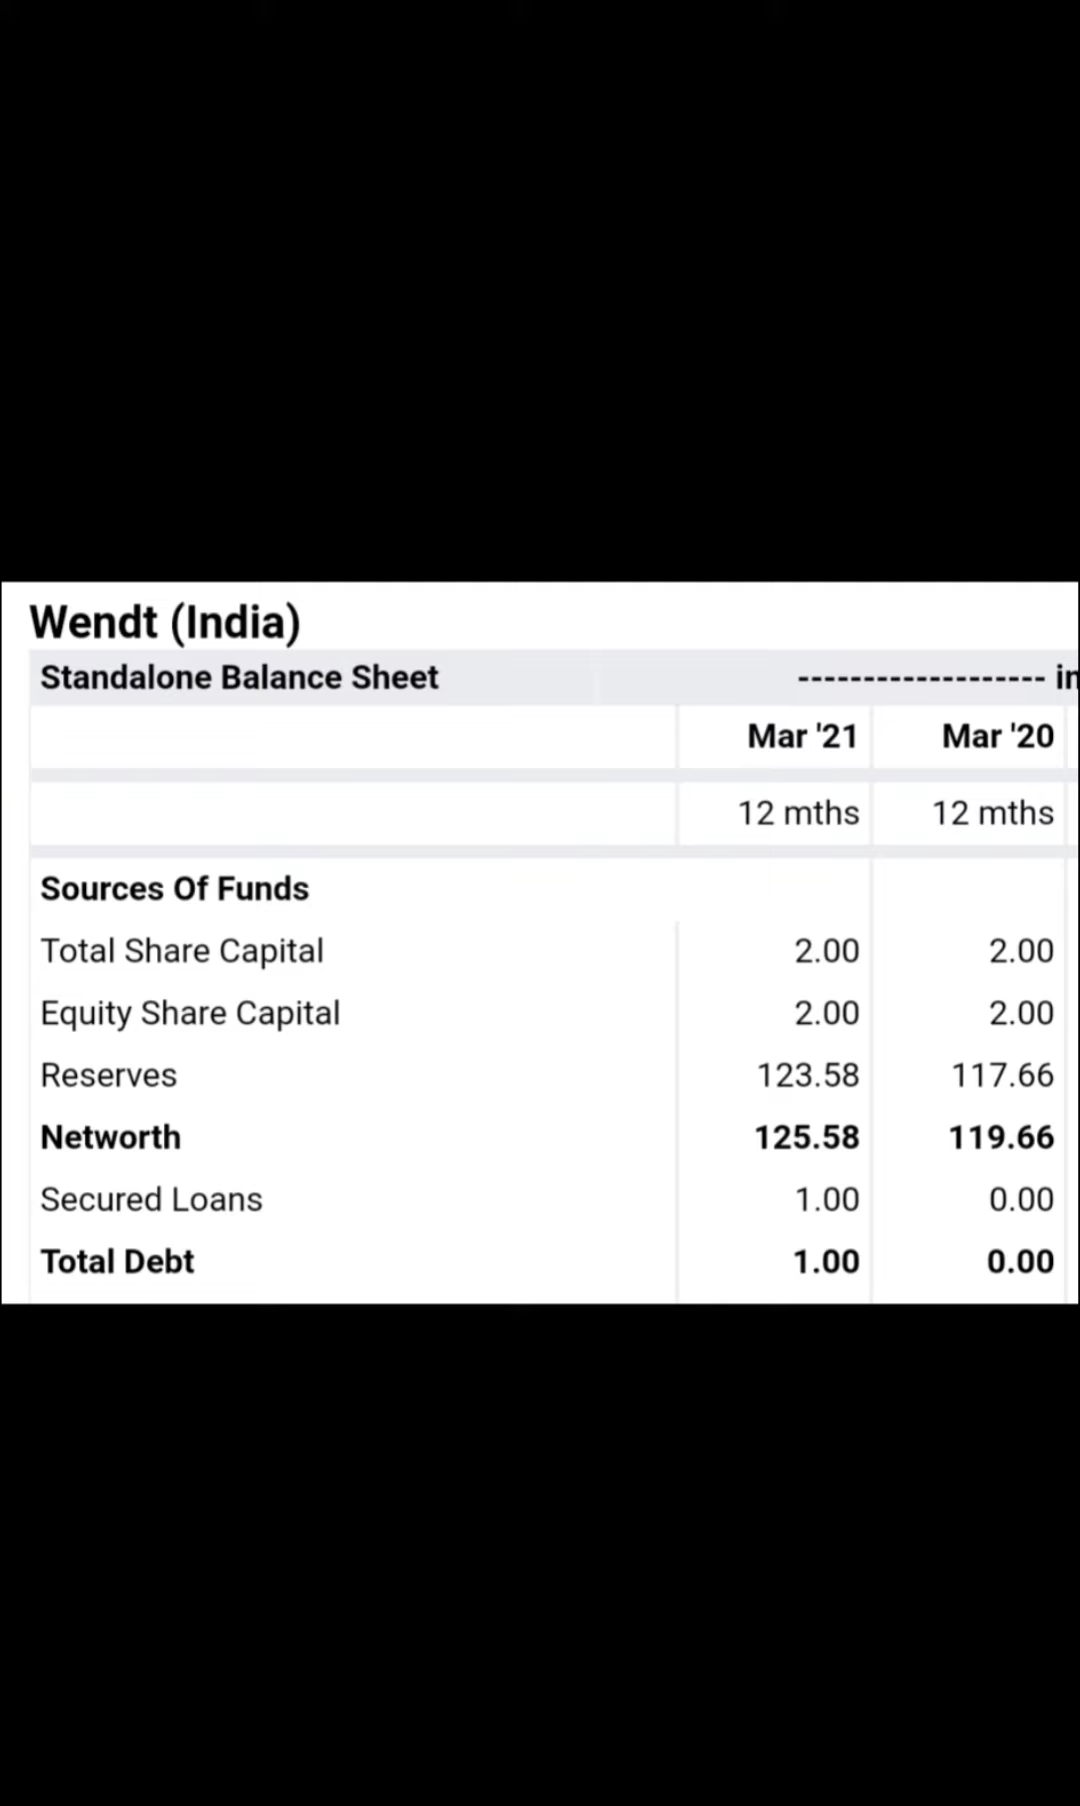 Wendt (India)
Standalone Balance Sheet ------------------- in
Mar '21 Mar '20
12 mths 12 mths
Sources Of Funds
Total Share Capital 2.00 2.00
Equity Share Capital 2.00 2.00
Reserves 123.58 117.66
Networth 125.58 119.66
Secured Loans 1.00 0.00
Total Debt 1.00 0.00